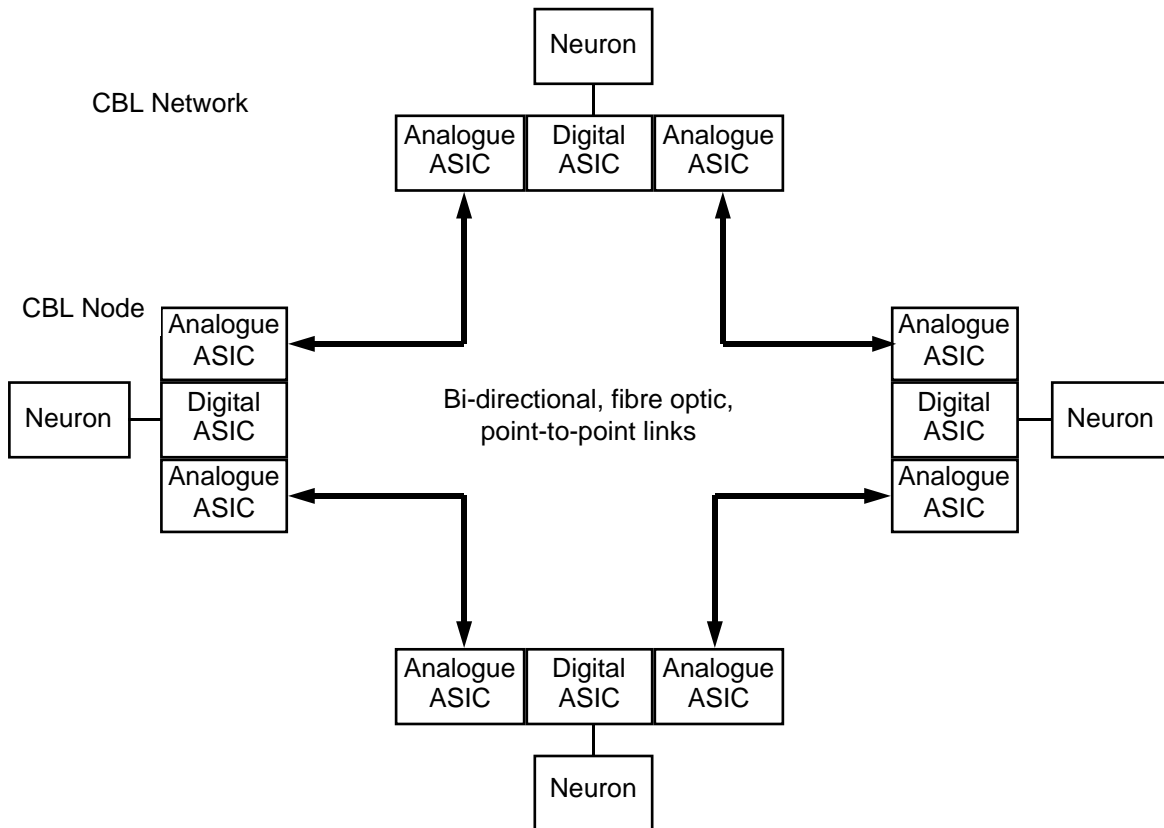 Neuron
CBL Network
Analogue
ASIC
Digital
ASIC
Analogue
ASIC
CBL Node
Analogue
ASIC
Neuron
Digital
ASIC
Analogue
ASIC
Bi-directional, fibre optic,
point-to-point links
Analogue
ASIC
Digital
ASIC
Neuron
Analogue
ASIC
Analogue
ASIC
Digital
ASIC
Analogue
ASIC
Neuron